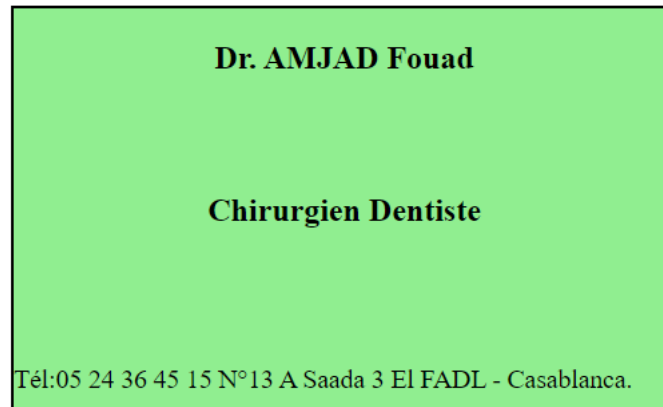 Dr. AMJAD Fouad
Chirurgien Dentiste
Tél:05 24 36 45 15 N°13 A Saada 3 El FADL - Casablanca.